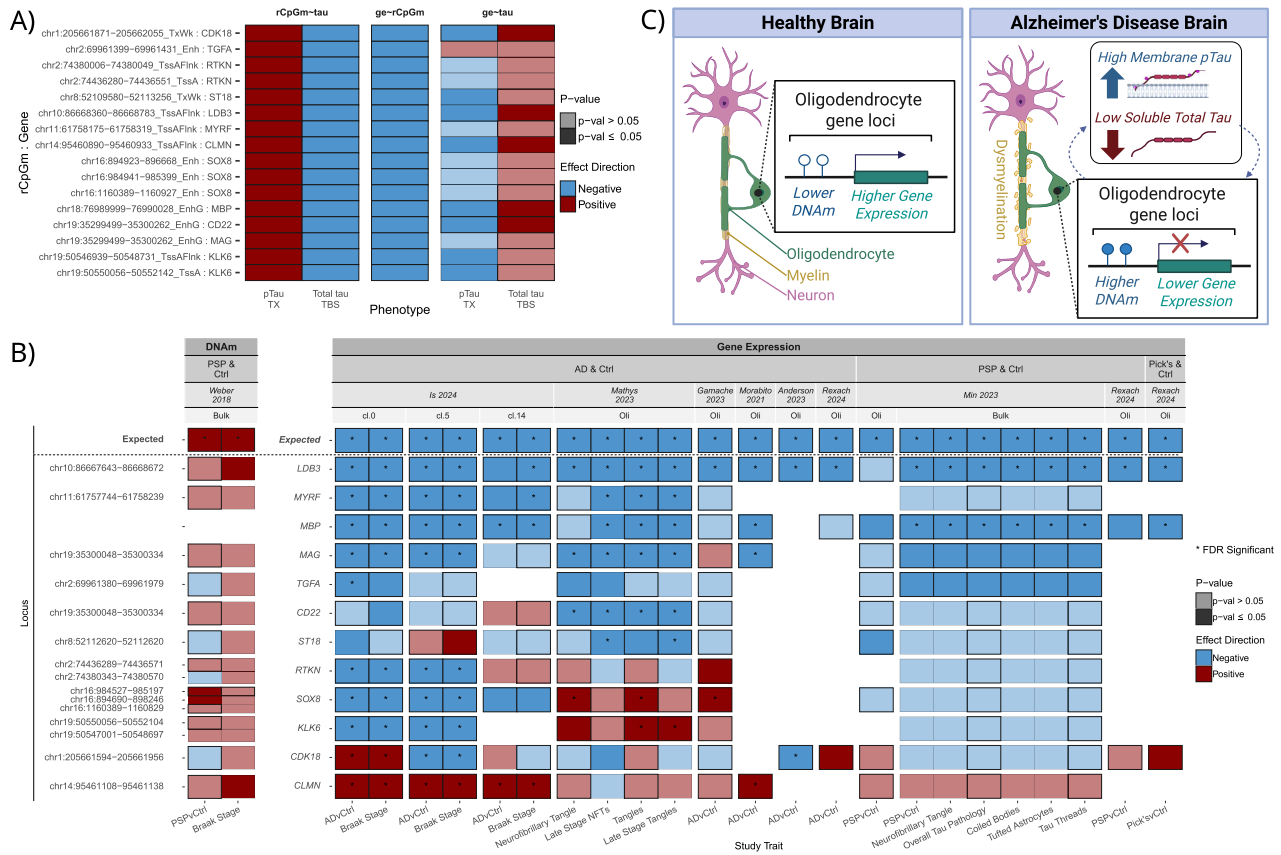 A)
rCpGm~tau ge~rCpGm ge~tau
rCpGm : Gene
chr1:205661871−205662055_TxWk : CDK18
chr2:69961399−69961431_Enh : TGFA
chr2:74380006−74380049_TssAFlnk : RTKN
chr2:74436280−74436551_TssA : RTKN
chr8:52109580−52113256_TxWk : ST18
chr10:86668360−86668783_TssAFlnk : LDB3
chr11:61758175−61758319_TssAFlnk : MYRF
chr14:95460890−95460933_TssAFlnk : CLMN
chr16:894923−896668_Enh : SOX8
chr16:984941−985399_Enh : SOX8
chr16:1160389−1160927_Enh : SOX8
chr18:76989999−76990028_EnhG : MBP
chr19:35299499−35300262_EnhG : CD22
chr19:35299499−35300262_EnhG : MAG
chr19:50546939−50548731_TssAFlnk : KLK6
chr19:50550056−50552142_TssA : KLK6
pTau TX
Total tau TBS
pTau TX
Total tau TBS
Phenotype
P−value
p−val > 0.05
p−val ≤ 0.05
Effect Direction
Negative
Positive
C)
Healthy Brain
Oligodendrocyte
gene loci
Lower
DNAm
Higher Gene
Expression
Oligodendrocyte
Myelin
Neuron
Alzheimer's Disease Brain
High Membrane pTau
Low Soluble Total Tau
Dysmyelination
Oligodendrocyte
gene loci
Higher
DNAm
Lower Gene
Expression
B)
DNAm Gene Expression
PSP & Ctrl
AD & Ctrl PSP & Ctrl
Pick's & Ctrl
Weber 2018
Is 2024
Mathys 2023
Gamache 2023
Morabito 2021
Anderson 2023
Rexach 2024
Min 2023
Rexach 2024
Rexach 2024
Bulk cl.0 cl.5 cl.14 Oli Oli Oli Oli Oli Oli Bulk Oli Oli
Locus
Expected Expected
chr10:86667643−86668672 LDB3
chr11:61757744−61758239 MYRF
MBP
chr19:35300048−35300334 MAG
chr2:69961380−69961979 TGFA
chr19:35300048−35300334 CD22
chr8:52112620−52112620 ST18
chr2:74436289−74436571
chr2:74380343−74380570
RTKN
chr16:984527−985197
chr16:894690−898246
chr16:1160389−1160829
SOX8
chr19:50550056−50552104
chr19:50547001−50548697
KLK6
chr1:205661594−205661956 CDK18
chr14:95461108−95461138 CLMN
PSPvCtrl
Braak Stage
ADvCtrl
Braak Stage
ADvCtrl
Braak Stage
ADvCtrl
Braak Stage
Neurofibrillary Tangle
Late Stage NFTs
Tangles
Late Stage Tangles
ADvCtrl
ADvCtrl
ADvCtrl
ADvCtrl
PSPvCtrl
PSPvCtrl
Neurofibrillary Tangle
Overall Tau Pathology
Coiled Bodies
Tufted Astrocytes
Tau Threads
PSPvCtrl
Pick'svCtrl
Study Trait
* FDR Significant
P−value
p−val > 0.05
p−val ≤ 0.05
Effect Direction
Negative
Positive